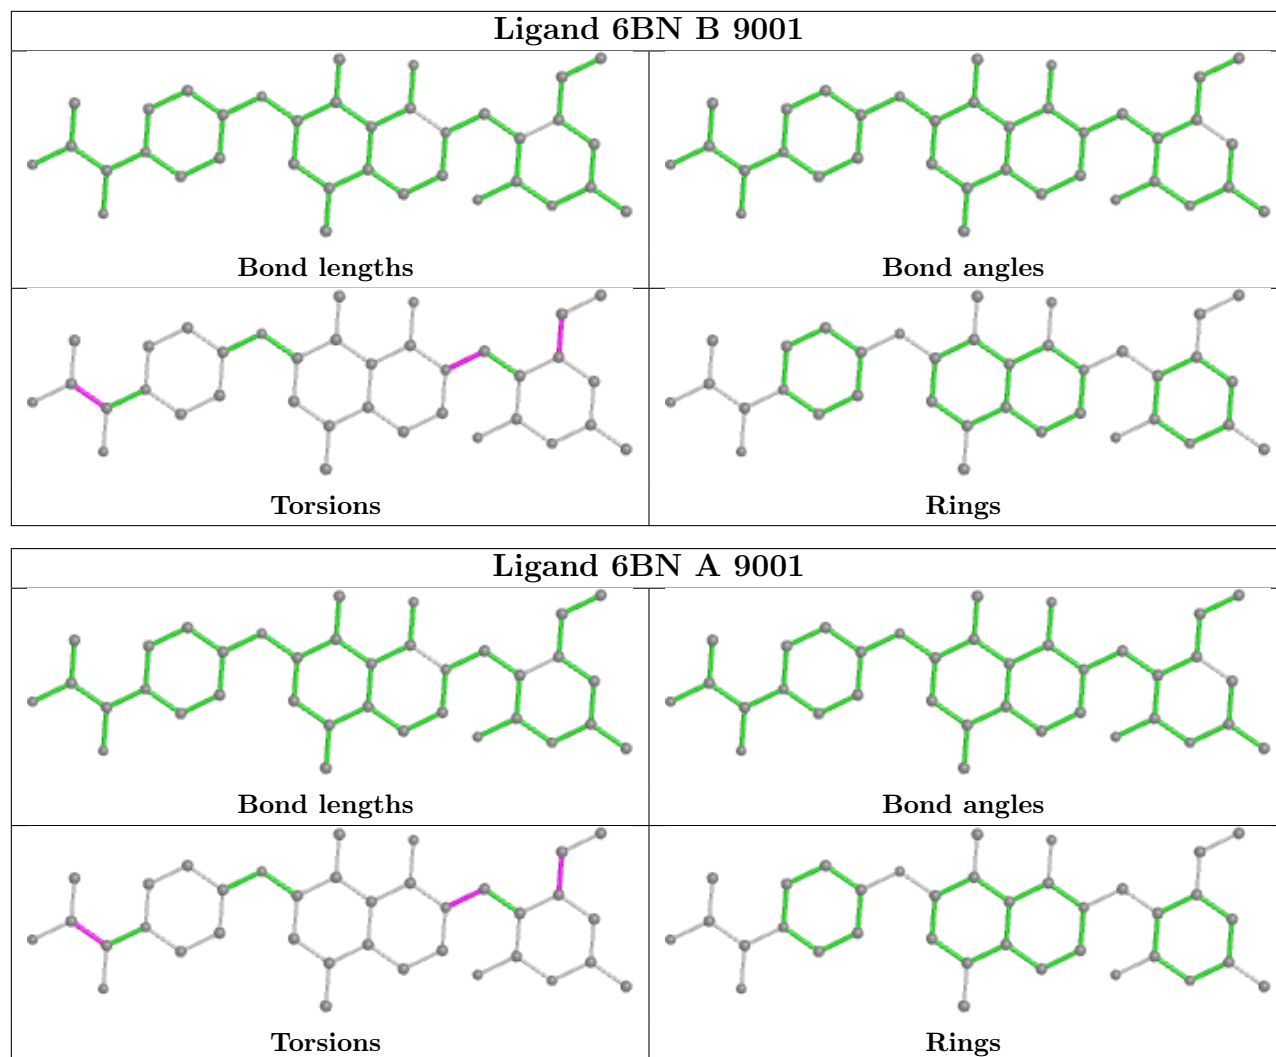 Ligand 6BN B 9001
Bond lengths
Bond angles
Torsions
Rings
Ligand 6BN A 9001
Bond lengths
Bond angles
Torsions
Rings